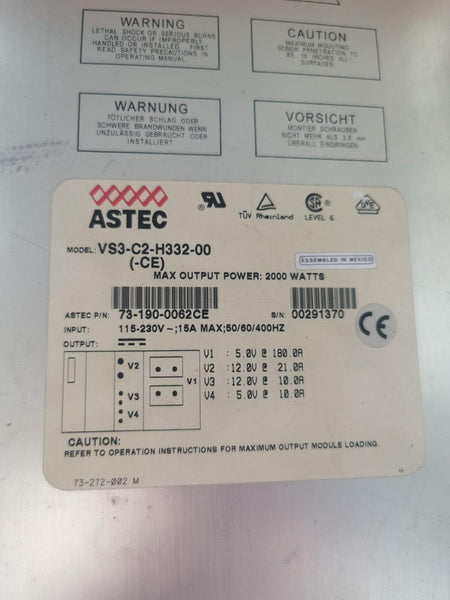 WARNING
LETHAL SHOCK OR SERIOUS BURNS
CAN OCCUR IF IMPROPERLY
HANDLED OR INSTALLED. FIRST
READ SAFETY PRECAUTIONS IN
OPERATING MANUAL.
CAUTION
MAXIMUM MOUNTING
SCREW PENETRATION TO
BE .15 INCHES ALL
SURFACES.
WARNUNG
TÖTLICHER SCHLAG ODER
SCHWERE BRANDWUNDEN WENN
UNZULÄSSIG GEBRAUCHT ODER
INSTALLIERT
VORSICHT
MONTIER SCHRAUBEN
NICHT MEHR ALS 3.8 mm
ÜBERALL EINDRINGEN
ASTEC
TÜV Rheinland
LEVEL 6
MODEL: VS3-C2-H332-00
(-CE)
ASSEMBLED IN MEXICO
MAX OUTPUT POWER: 2000 WATTS
ASTEC P/N: 73-190-0062CE
S/N: 00291370
INPUT: 115-230V ~;15A MAX;50/60/400HZ
OUTPUT:
CE
V2
V1
V3
V4
V1 : 5.0V @ 180.0A
V2 : 12.0V @ 21.0A
V3 : 12.0V @ 10.0A
V4 : 5.0V @ 10.0A
CAUTION:
REFER TO OPERATION INSTRUCTIONS FOR MAXIMUM OUTPUT MODULE LOADING.
73-272-002 M